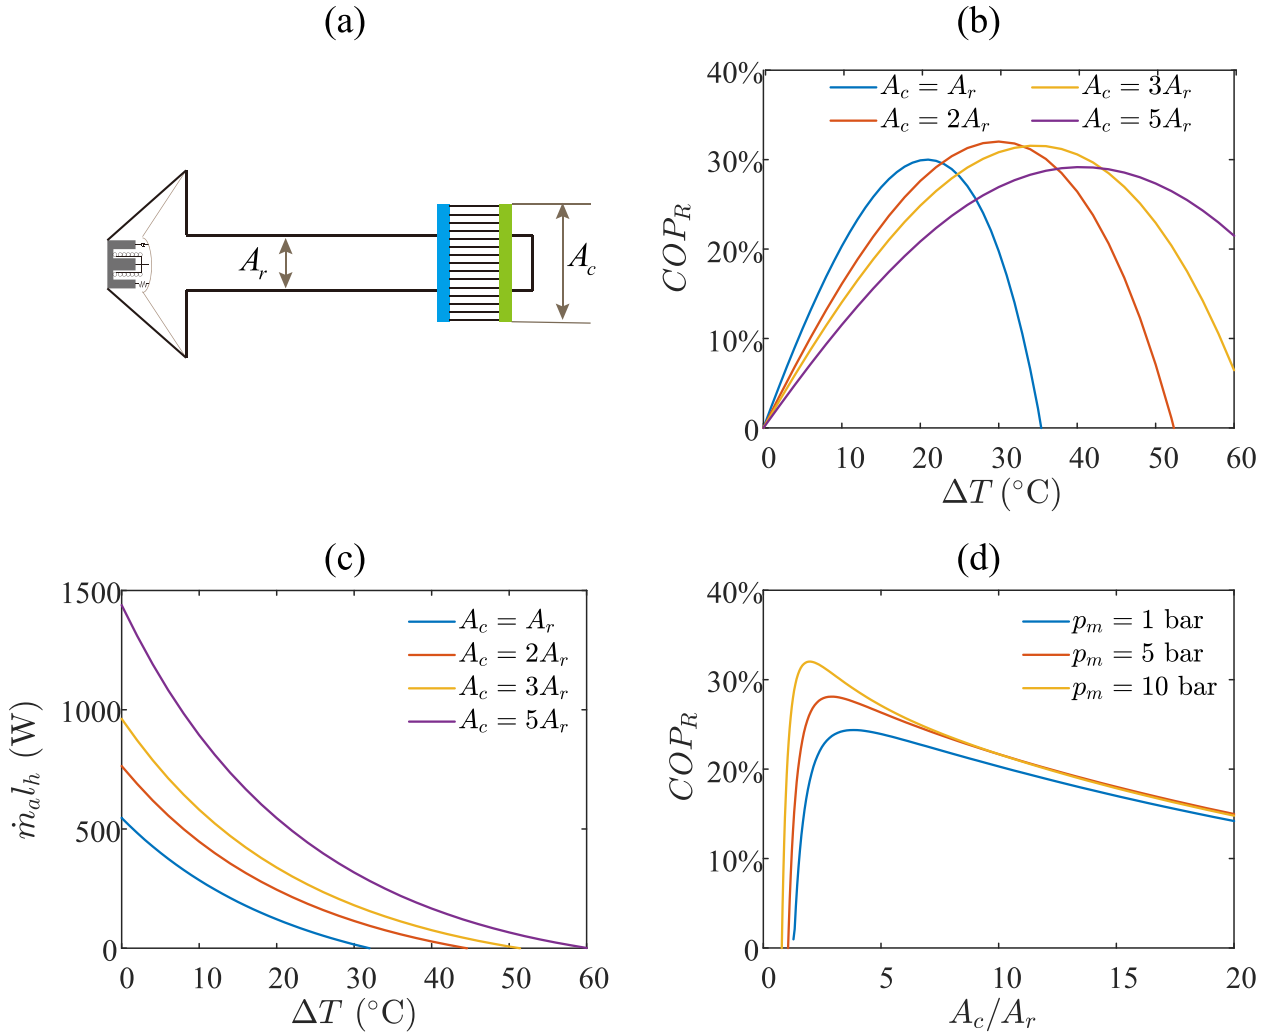 (a)
A_r
A_c
(b)
40%
30%
20%
10%
0
COP_R
A_c = A_r
A_c = 2A_r
A_c = 3A_r
A_c = 5A_r
0 10 20 30 40 50 60
ΔT (°C)
(c)
1500
1000
500
0
ṁ_a l_h (W)
A_c = A_r
A_c = 2A_r
A_c = 3A_r
A_c = 5A_r
0 10 20 30 40 50 60
ΔT (°C)
(d)
40%
30%
20%
10%
0
COP_R
p_m = 1 bar
p_m = 5 bar
p_m = 10 bar
0 5 10 15 20
A_c/A_r